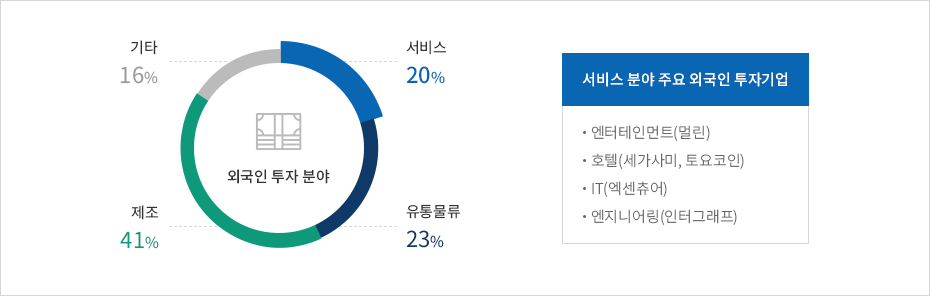 기타
16%
서비스
20%
외국인 투자 분야
제조
41%
유통물류
23%
서비스 분야 주요 외국인 투자기업
· 엔터테인먼트(멀린)
· 호텔(세가사미, 토요코인)
· IT(엑센츄어)
· 엔지니어링(인터그래프)